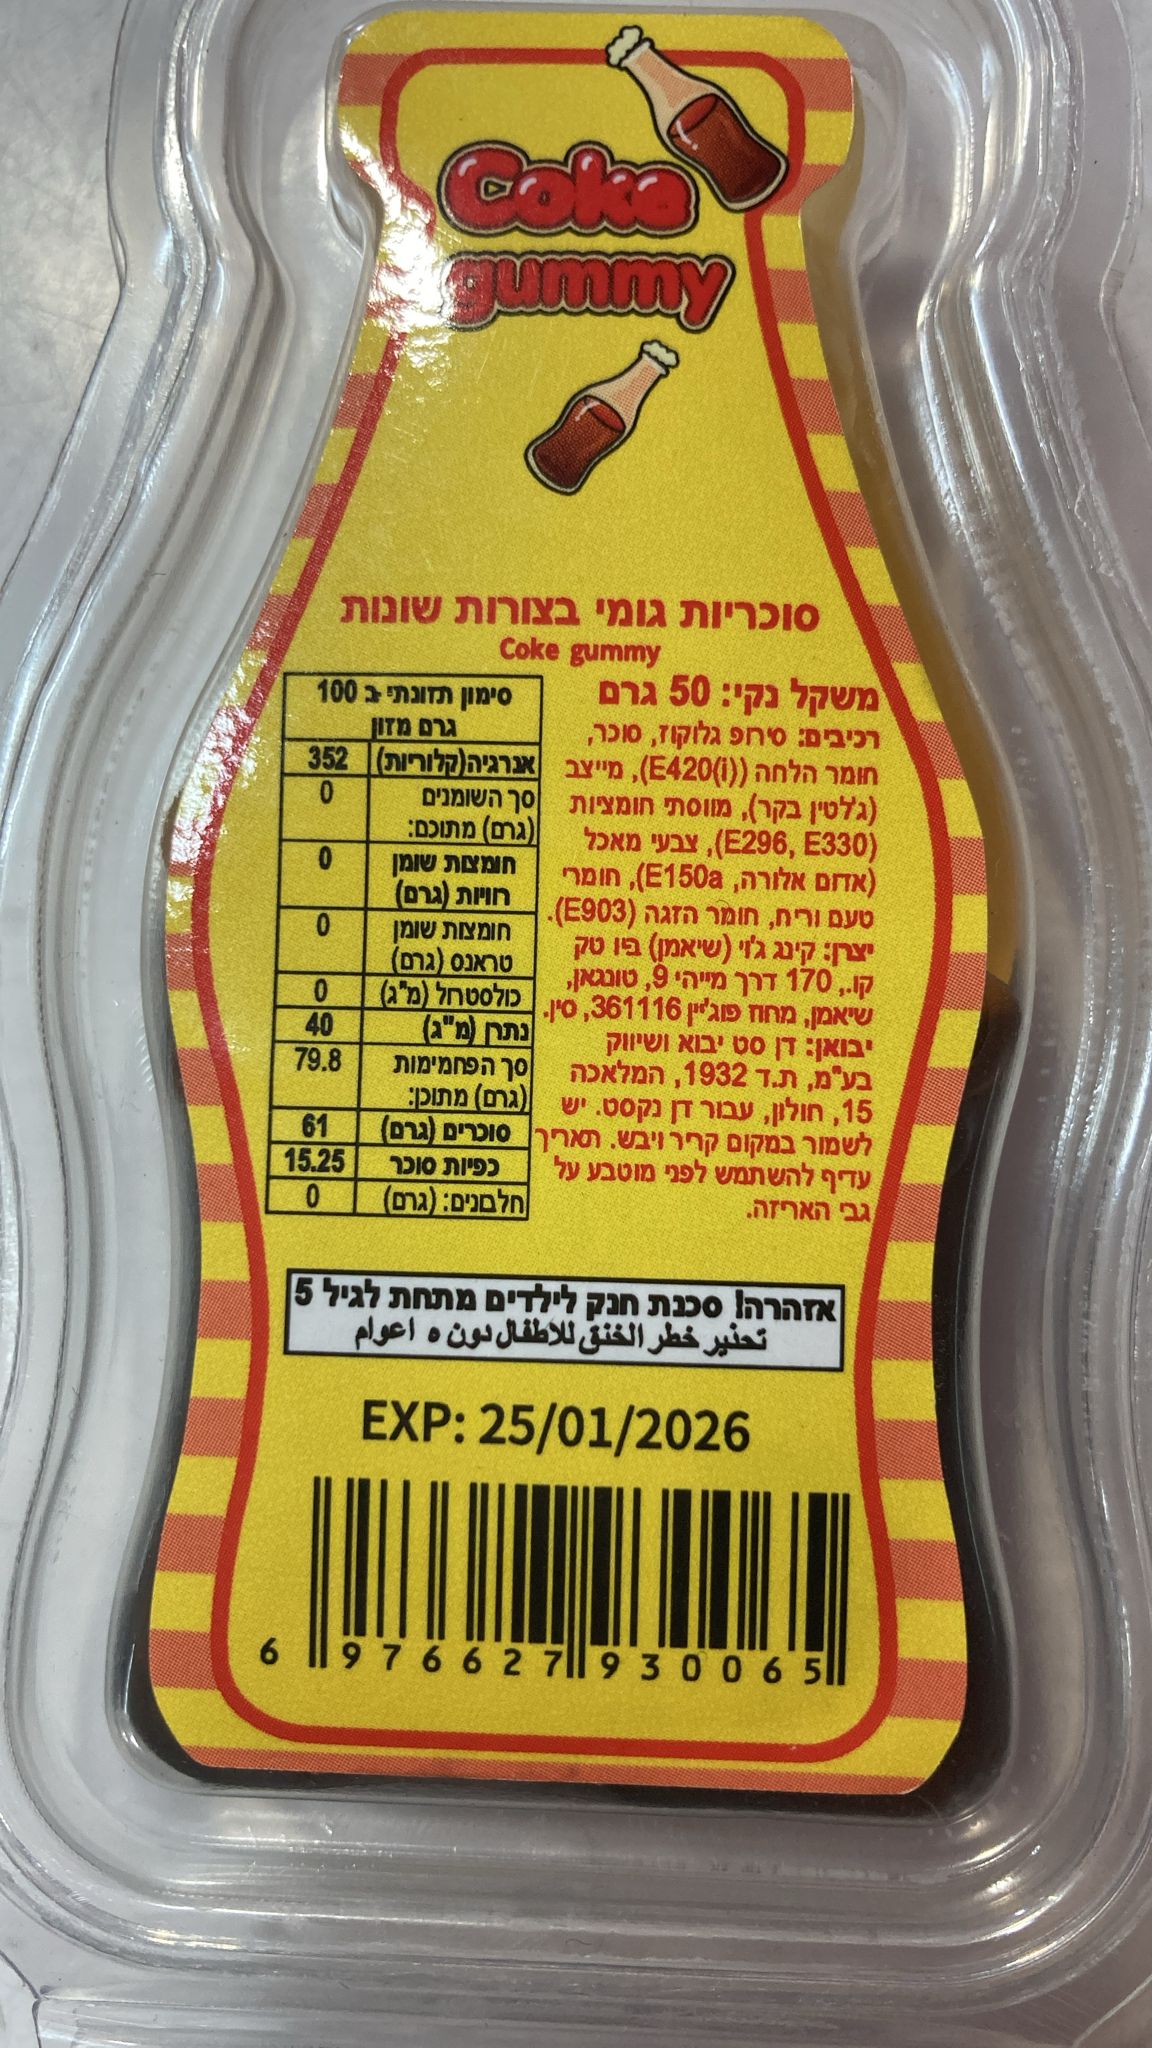 Coke
gummy
סוכריות גומי בצורות שונות
Coke gummy
משקל נקי: 50 גרם
רכיבים: סירופ גלוקוז, סוכר,
חומר הלחה (E420(i)), מייצב
(ג'לטין בקר), מווסתי חומציות
(E296, E330), צבעי מאכל
(אדום אלורה, E150a), חומרי
טעם וריח, חומר הזגה (E903).
יצרן: קינג ג'וי (שיאמן) ביו טק
קו., 170 דרך מייהי 9, טונגאן,
שיאמן, מחוז פוג'יין 361116, סין.
יבואן: דן סט יבוא ושיווק
בע"מ, ת.ד 1932, המלאכה
15, חולון, עבור דן נקסט. יש
לשמור במקום קריר ויבש. תאריך
עדיף להשתמש לפני מוטבע על
גבי האריזה.
סימון תזונתי ב 100
גרם מזון
אנרגיה(קלוריות) 352
סך השומנים 0
(גרם) מתוכם:
חומצות שומן 0
רוויות (גרם)
חומצות שומן 0
טראנס (גרם)
כולסטרול (מ"ג) 0
נתרן (מ"ג) 40
סך הפחמימות 79.8
(גרם) מתוכן:
סוכרים (גרם) 61
כפיות סוכר 15.25
חלבונים: (גרם) 0
אזהרה! סכנת חנק לילדים מתחת לגיל 5
تحذير خطر الخنق للاطفال دون ٥ اعوام
EXP: 25/01/2026
6 976627 930065